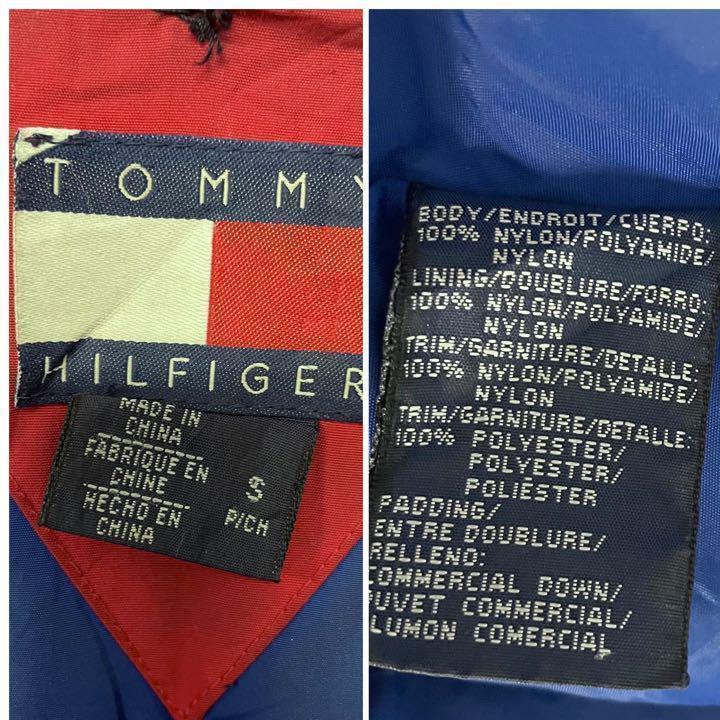 TOMMY
HILFIGER
MADE IN
CHINA
FABRIQUE EN
CHINE
HECHO EN
CHINA
S
P/CH
BODY/ENDROIT/CUERPO:
100% NYLON/POLYAMIDE/
NYLON
LINING/DOUBLURE/FORRO:
100% NYLON/POLYAMIDE/
NYLON
TRIM/GARNITURE/DETALLE:
100% NYLON/POLYAMIDE/
NYLON
TRIM/GARNITURE/DETALLE:
100% POLYESTER/
POLYESTER/
POLIÉSTER
PADDING/
ENTRE DOUBLURE/
RELLENO:
COMMERCIAL DOWN/
DUVET COMMERCIAL/
PLUMON COMERCIAL